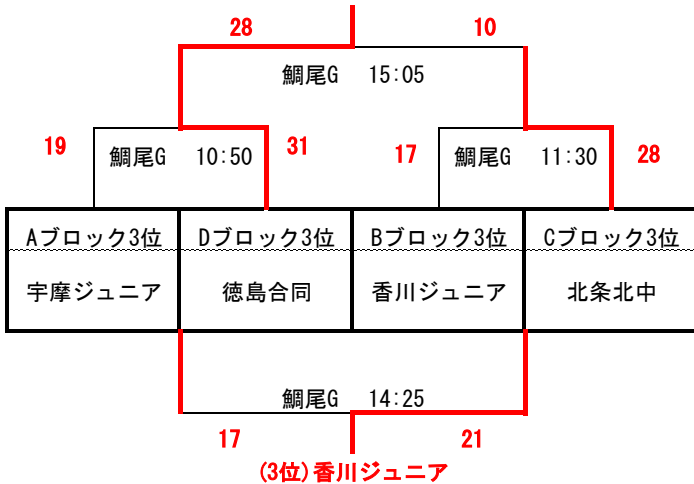 28 10
鯛尾G 15:05
19 鯛尾G 10:50 31 17 鯛尾G 11:30 28
Aブロック3位 Dブロック3位 Bブロック3位 Cブロック3位
宇摩ジュニア 徳島合同 香川ジュニア 北条北中
鯛尾G 14:25
17 21
(3位)香川ジュニア